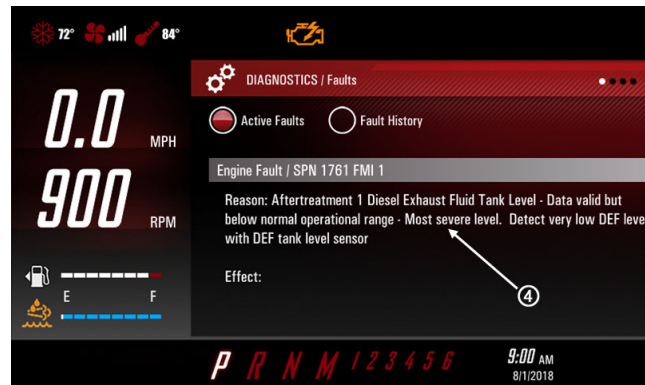 72° 84°
DIAGNOSTICS / Faults
Active Faults Fault History
0.0 MPH
Engine Fault / SPN 1761 FMI 1
900 RPM
Reason: Aftertreatment 1 Diesel Exhaust Fluid Tank Level - Data valid but
below normal operational range - Most severe level. Detect very low DEF leve
with DEF tank level sensor
Effect:
E F
4
P R N M 1 2 3 4 5 6
9:00 AM
8/1/2018